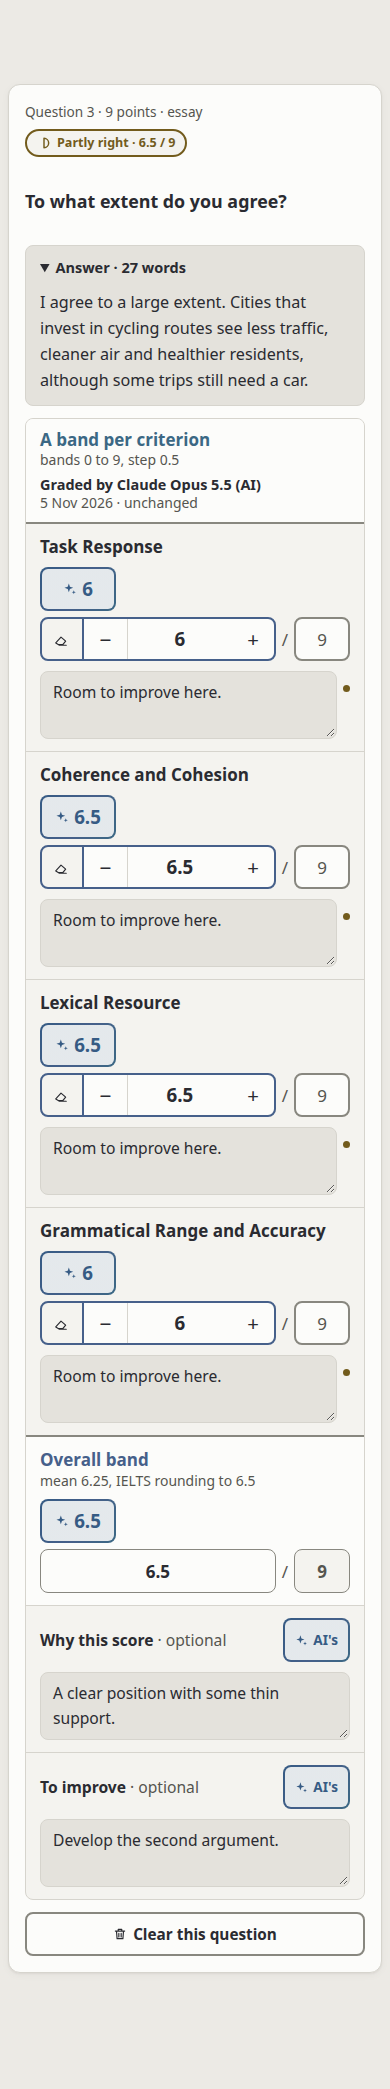 Question 3 · 9 points · essay
Partly right · 6.5 / 9
To what extent do you agree?
▼ Answer · 27 words
I agree to a large extent. Cities that
invest in cycling routes see less traffic,
cleaner air and healthier residents,
although some trips still need a car.
A band per criterion
bands 0 to 9, step 0.5
Graded by Claude Opus 5.5 (AI)
5 Nov 2026 · unchanged
Task Response
6
− 6 + / 9
Room to improve here.
Coherence and Cohesion
6.5
− 6.5 + / 9
Room to improve here.
Lexical Resource
6.5
− 6.5 + / 9
Room to improve here.
Grammatical Range and Accuracy
6
− 6 + / 9
Room to improve here.
Overall band
mean 6.25, IELTS rounding to 6.5
6.5
6.5 / 9
Why this score · optional AI's
A clear position with some thin
support.
To improve · optional AI's
Develop the second argument.
Clear this question